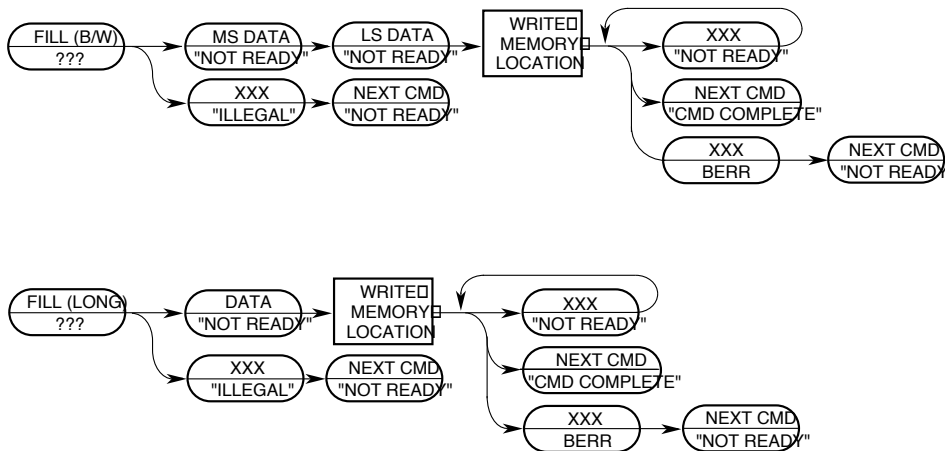 FILL (B/W)
???
MS DATA
"NOT READY"
LS DATA
"NOT READY"
WRITE
MEMORY
LOCATION
XXX
"NOT READY"
XXX
"ILLEGAL"
NEXT CMD
"NOT READY"
NEXT CMD
"CMD COMPLETE"
XXX
BERR
NEXT CMD
"NOT READY
FILL (LONG)
???
DATA
"NOT READY"
WRITE
MEMORY
LOCATION
XXX
"NOT READY"
XXX
"ILLEGAL"
NEXT CMD
"NOT READY"
NEXT CMD
"CMD COMPLETE"
XXX
BERR
NEXT CMD
"NOT READY"